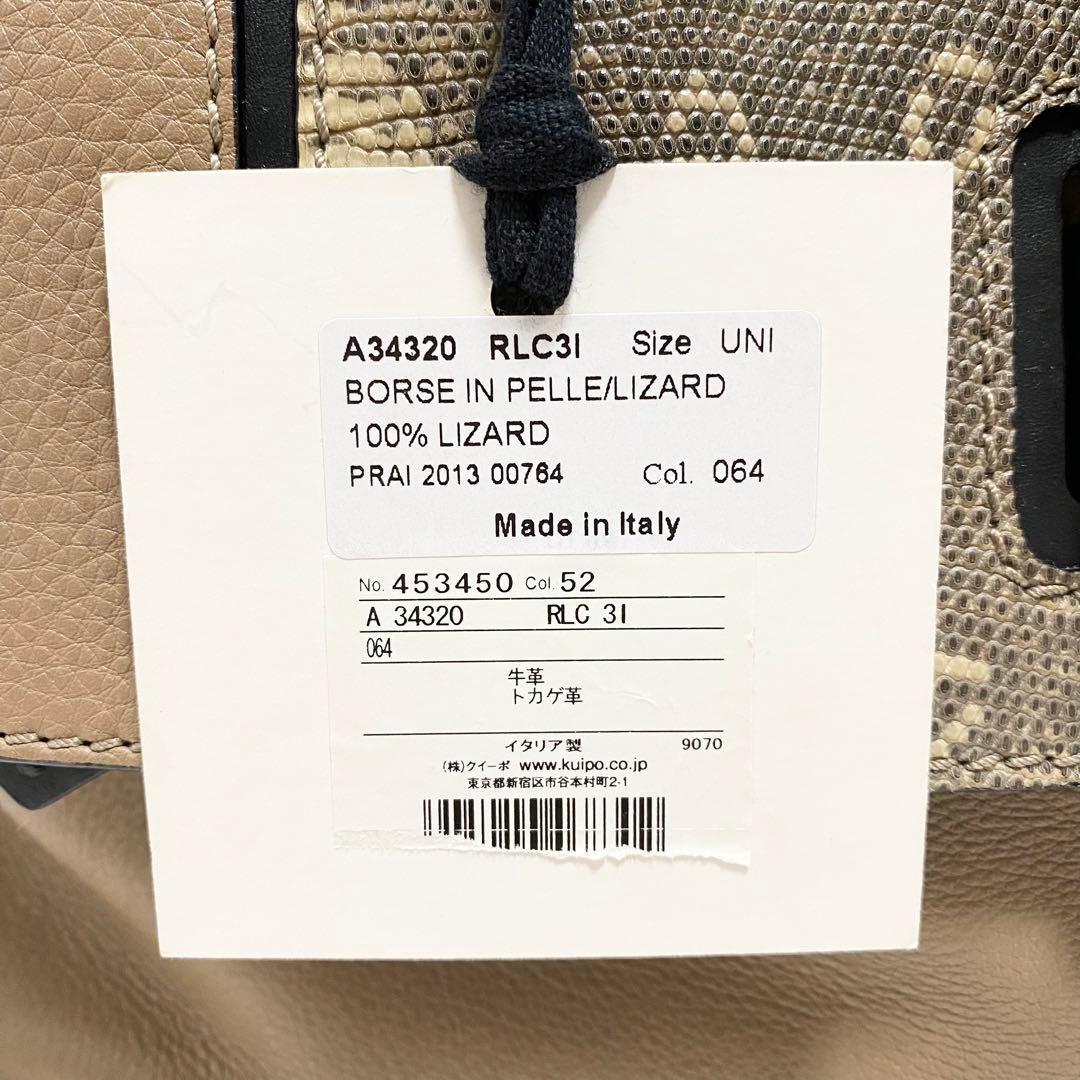 A34320 RLC3I Size UNI
BORSE IN PELLE/LIZARD
100% LIZARD
PRAI 2013 00764 Col. 064
Made in Italy
No. 453450 Col. 52
A 34320 RLC 3I
064
牛革
トカゲ革
イタリア製 9070
(株)クイーポ www.kuipo.co.jp
東京都新宿区市谷本村町2-1